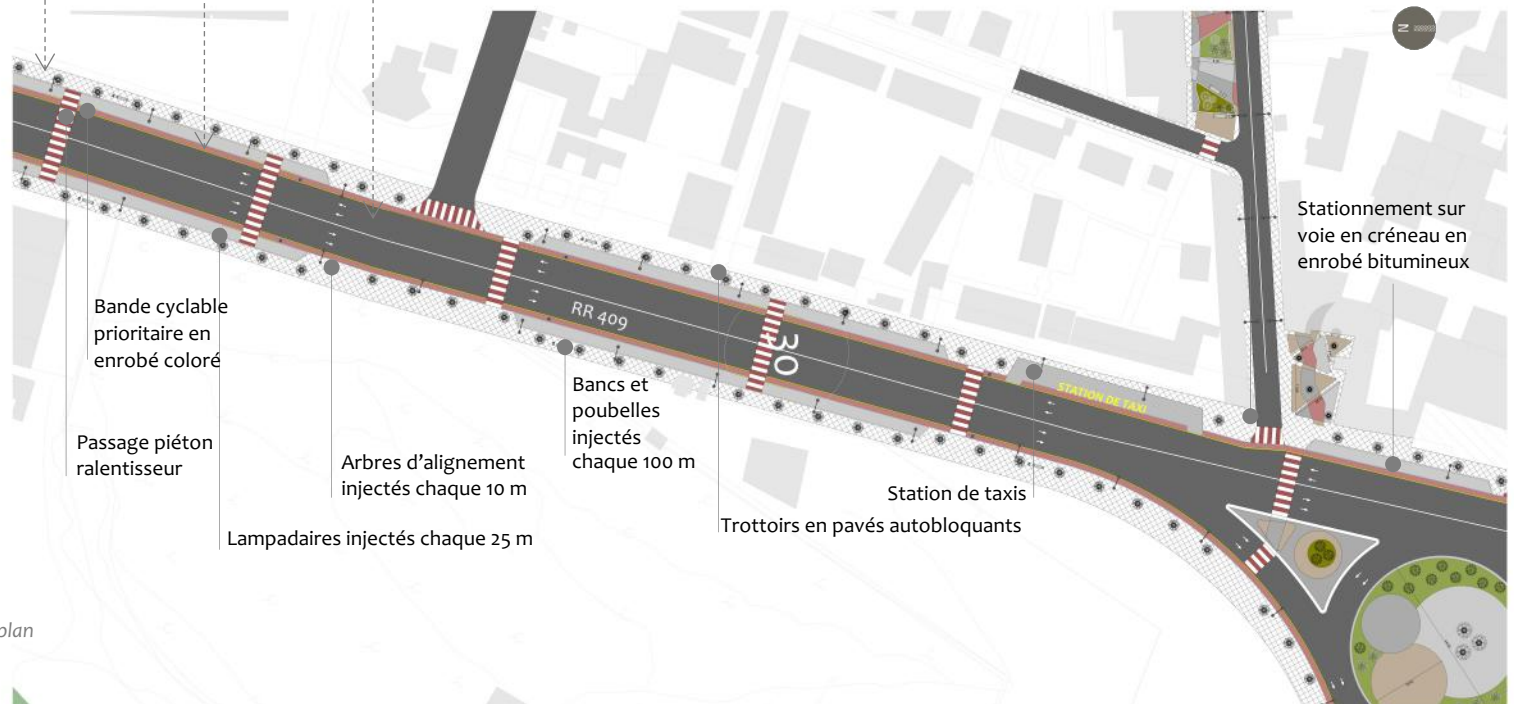 N
Stationnement sur
voie en créneau en
enrobé bitumineux
Bande cyclable
prioritaire en
enrobé coloré
RR 409
30
STATION DE TAXI
Bancs et
poubelles
injectés
chaque 100 m
Passage piéton
ralentisseur
Arbres d'alignement
injectés chaque 10 m
Station de taxis
Trottoirs en pavés autobloquants
Lampadaires injectés chaque 25 m
plan